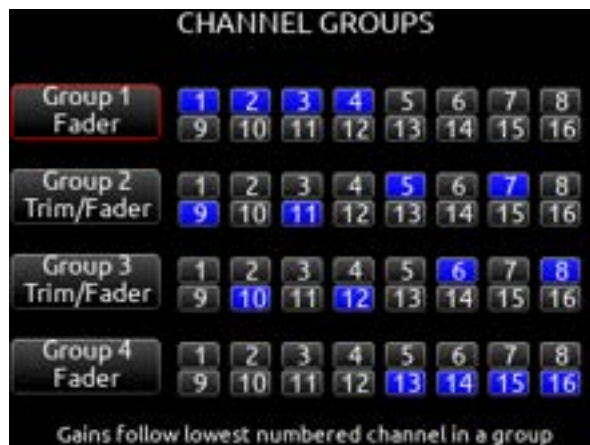 CHANNEL GROUPS
Group 1
Fader
1 2 3 4 5 6 7 8
9 10 11 12 13 14 15 16
Group 2
Trim/Fader
1 2 3 4 5 6 7 8
9 10 11 12 13 14 15 16
Group 3
Trim/Fader
1 2 3 4 5 6 7 8
9 10 11 12 13 14 15 16
Group 4
Fader
1 2 3 4 5 6 7 8
9 10 11 12 13 14 15 16
Gains follow lowest numbered channel in a group